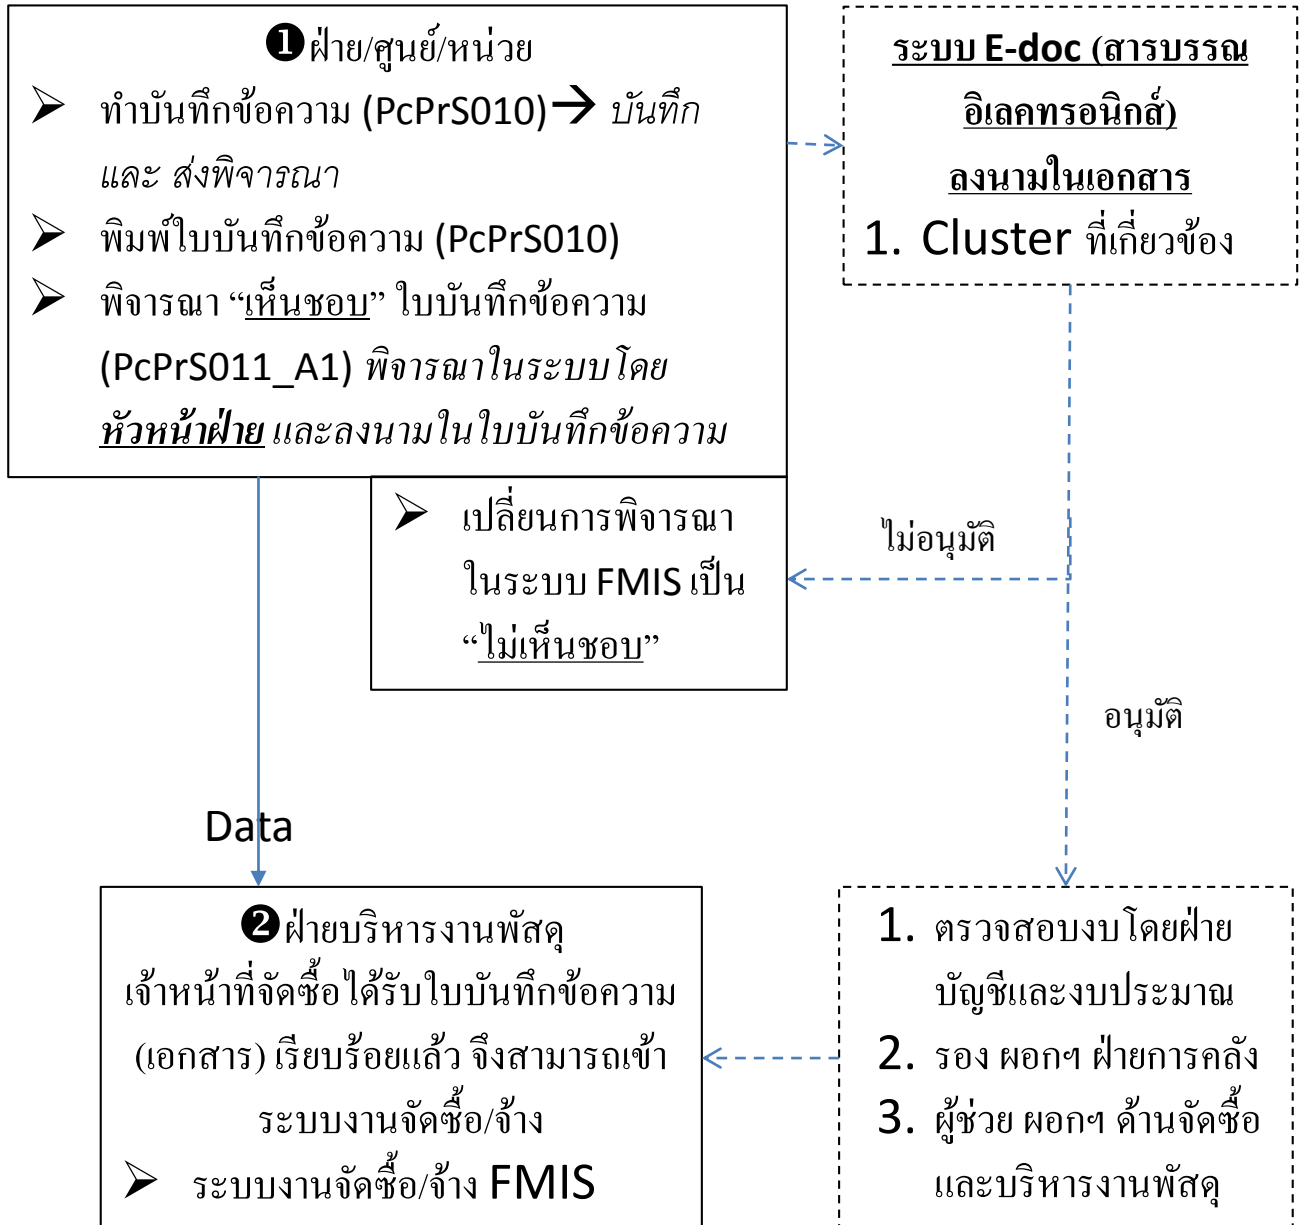 ❶ฝ่าย/ศูนย์/หน่วย
➢ ทำบันทึกข้อความ (PcPrS010)→ บันทึก
และ ส่งพิจารณา
➢ พิมพ์ใบบันทึกข้อความ (PcPrS010)
➢ พิจารณา “เห็นชอบ” ใบบันทึกข้อความ
(PcPrS011_A1) พิจารณาในระบบโดย
หัวหน้าฝ่าย และลงนามในใบบันทึกข้อความ
ระบบ E-doc (สารบรรณ
อิเลคทรอนิกส์)
ลงนามในเอกสาร
1. Cluster ที่เกี่ยวข้อง
➢ เปลี่ยนการพิจารณา
ในระบบ FMIS เป็น
“ไม่เห็นชอบ”
ไม่อนุมัติ
อนุมัติ
Data
❷ฝ่ายบริหารงานพัสดุ
เจ้าหน้าที่จัดซื้อได้รับใบบันทึกข้อความ
(เอกสาร) เรียบร้อยแล้ว จึงสามารถเข้า
ระบบงานจัดซื้อ/จ้าง
➢ ระบบงานจัดซื้อ/จ้าง FMIS
1. ตรวจสอบงบโดยฝ่าย
บัญชีและงบประมาณ
2. รอง ผอกฯ ฝ่ายการคลัง
3. ผู้ช่วย ผอกฯ ด้านจัดซื้อ
และบริหารงานพัสดุ